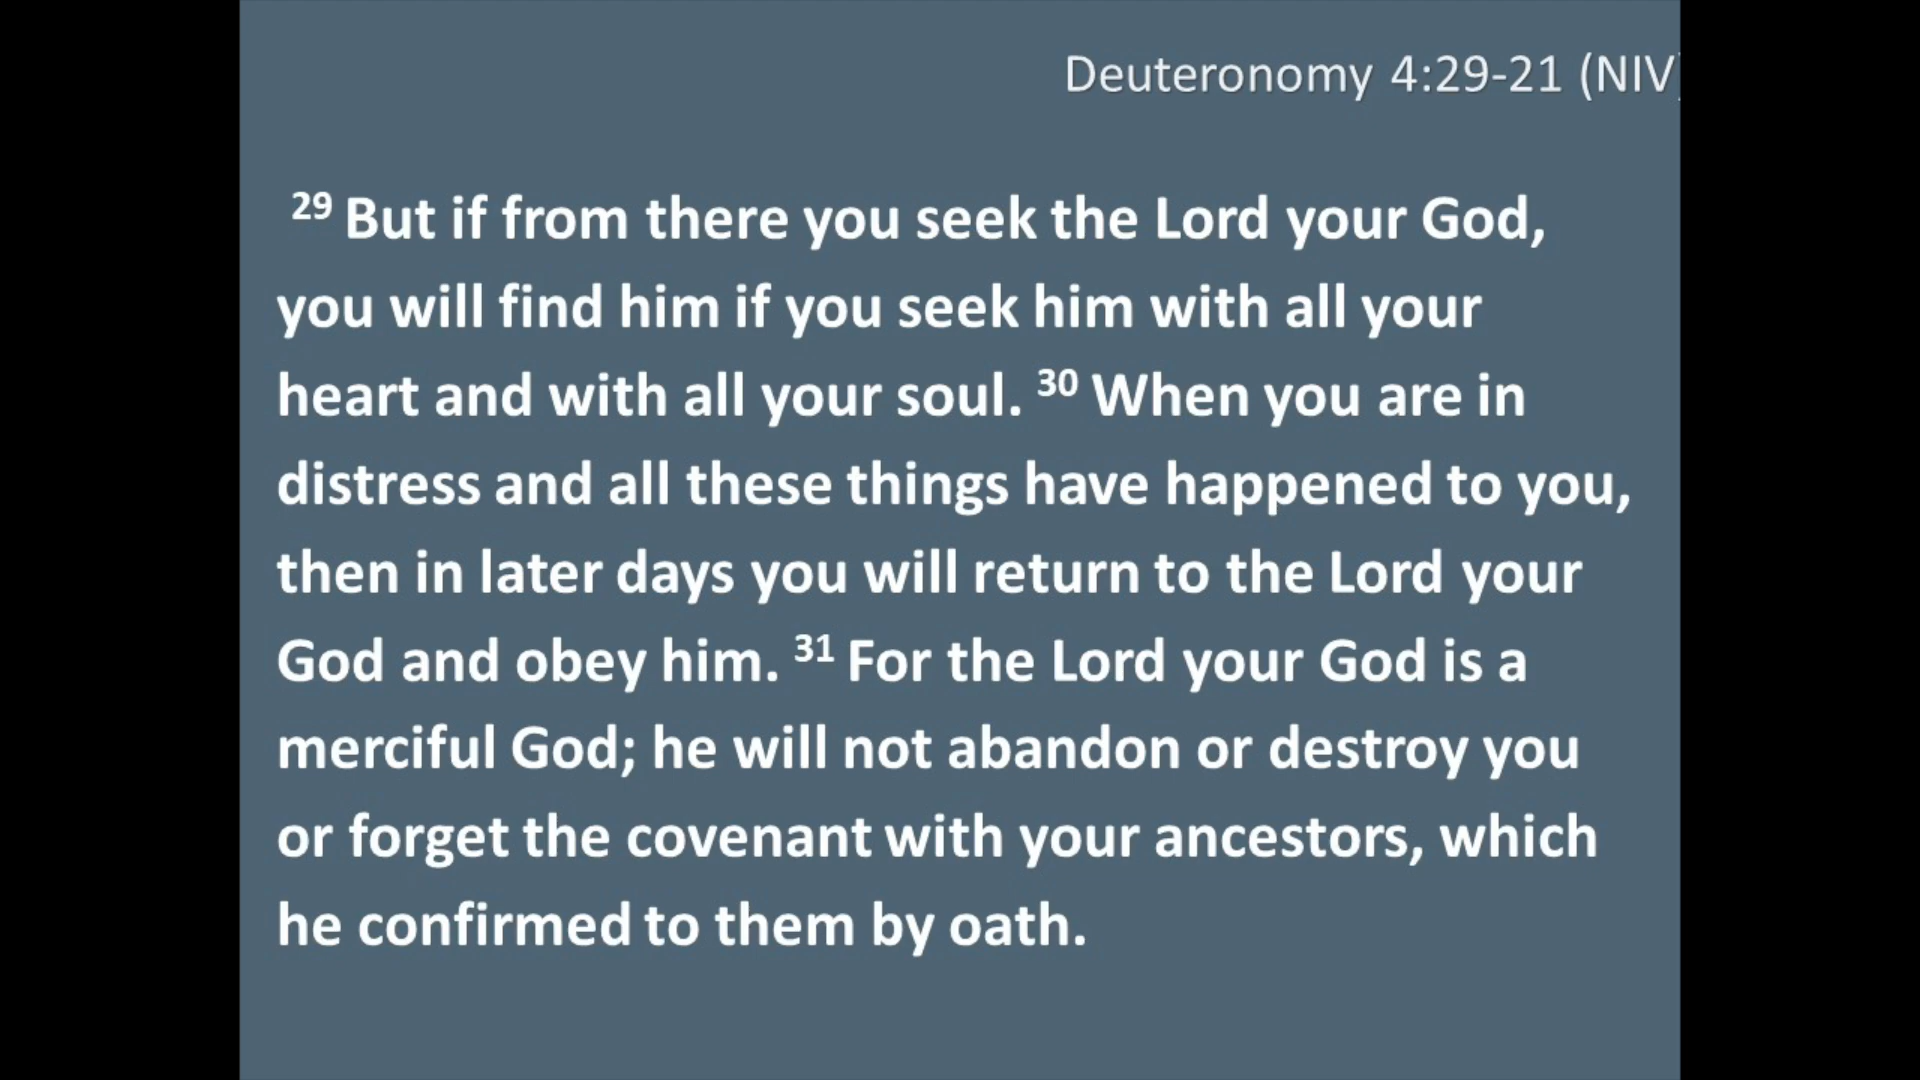 Deuteronomy 4:29-21 (NIV)
29 But if from there you seek the Lord your God,
you will find him if you seek him with all your
heart and with all your soul. 30 When you are in
distress and all these things have happened to you,
then in later days you will return to the Lord your
God and obey him. 31 For the Lord your God is a
merciful God; he will not abandon or destroy you
or forget the covenant with your ancestors, which
he confirmed to them by oath.